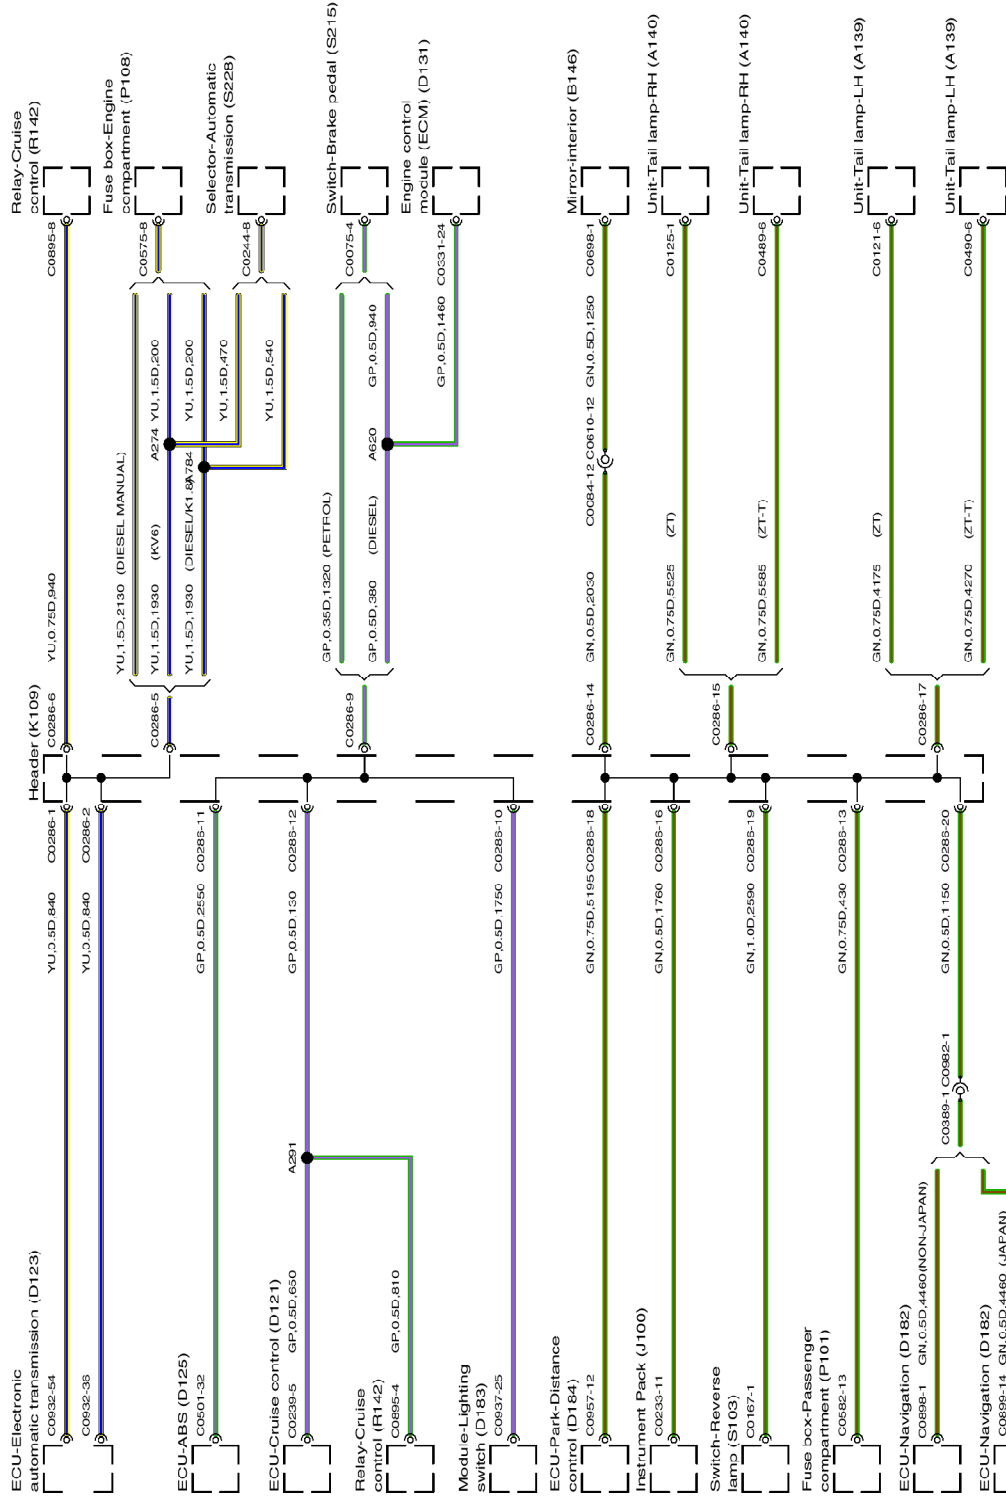 Relay-Cruise
control (R142)
Fuse box-Engine
compartment (P108)
Selector-Automatic
transmission (S228)
Switch-Brake pedal (S215)
Engine control
module (ECM) (D131)
Mirror-interior (B146)
Unit-Tail lamp-RH (A140)
Unit-Tail lamp-RH (A140)
Unit-Tail lamp-LH (A139)
Unit-Tail lamp-LH (A139)
C0895-8
C0575-8
C0244-8
C0075-4
C0331-24
C0698-1
C0125-1
C0489-6
C0121-6
C0490-6
YU,0.75D,940
YU,1.5D,2130 (DIESEL MANUAL)
YU,1.5D,1930 (KV6)
A274
YU,1.5D,200
YU,1.5D,1930 (DIESEL/K1.8)
A784
YU,1.5D,200
YU,1.5D,470
YU,1.5D,540
GP,0.35D,1320 (PETROL)
GP,0.5D,380 (DIESEL)
A620
GP,0.5D,940
GP,0.5D,1460
GN,0.5D,2030
C0084-12
C0610-12
GN,0.5D,1250
GN,0.75D,5525 (ZT)
GN,0.75D,5585 (ZT-T)
GN,0.75D,4175 (ZT)
GN,0.75D,4270 (ZT-T)
Header (K109)
C0286-6
C0286-5
C0286-9
C0286-14
C0286-15
C0286-17
C0286-1
C0286-2
C0286-11
C0286-12
C0286-10
C0286-18
C0286-16
C0286-19
C0286-13
C0286-20
YU,0.5D,840
YU,0.5D,840
GP,0.5D,2550
GP,0.5D,130
GP,0.5D,1750
GN,0.75D,5195
GN,0.5D,1760
GN,1.0D,2590
GN,0.75D,430
GN,0.5D,1150
A291
GP,0.5D,650
GP,0.5D,810
C0389-1
C0982-1
GN,0.5D,4460(NON-JAPAN)
GN,0.5D,4460 (JAPAN)
C0932-54
C0932-38
C0501-32
C0239-5
C0895-4
C0937-25
C0957-12
C0233-11
C0167-1
C0582-13
C0898-1
C0899-14
ECU-Electronic
automatic transmission (D123)
ECU-ABS (D125)
ECU-Cruise control (D121)
Relay-Cruise
control (R142)
Module-Lighting
switch (D183)
ECU-Park-Distance
control (D184)
Instrument Pack (J100)
Switch-Reverse
lamp (S103)
Fuse box-Passenger
compartment (P101)
ECU-Navigation (D182)
ECU-Navigation (D182)